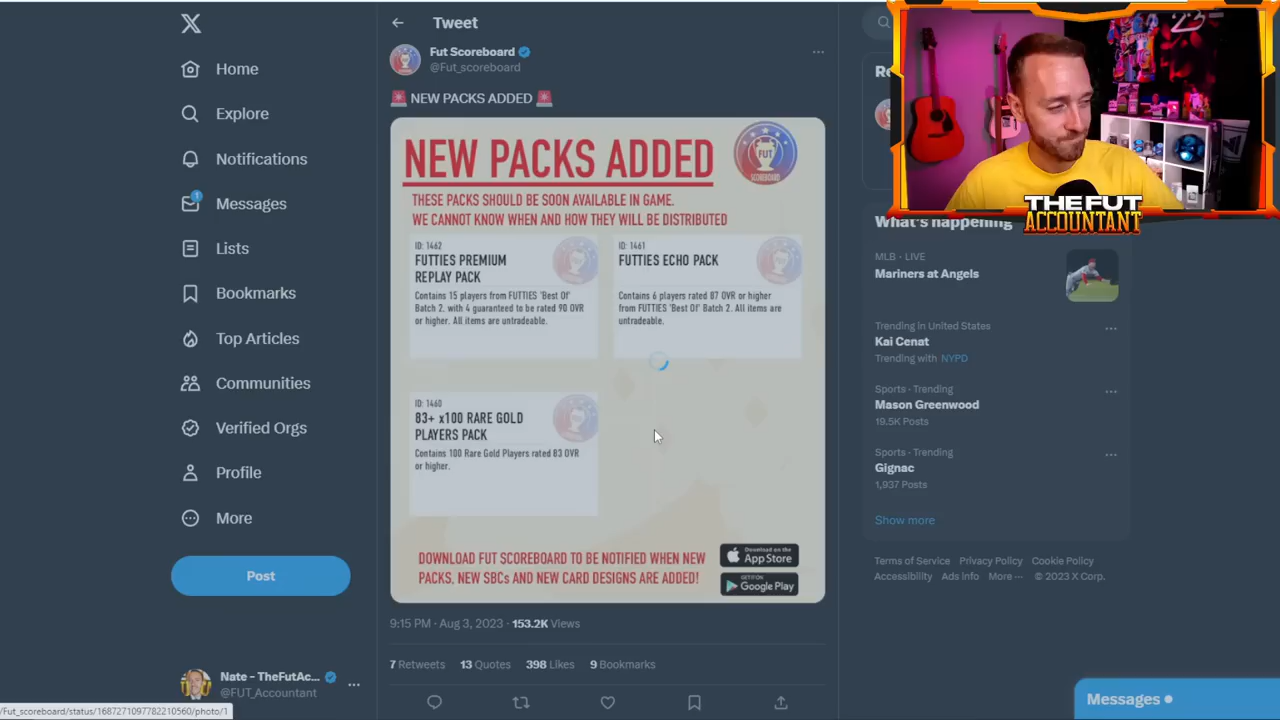 Home
Explore
Notifications
1
Messages
Lists
Bookmarks
Top Articles
Communities
Verified Orgs
Profile
More
Post
Nate - TheFutAc...
@FUT_Accountant
/Fut_scoreboard/status/1687271097782210560/photo/1
Tweet
Fut Scoreboard
@Fut_scoreboard
🚨 NEW PACKS ADDED 🚨
NEW PACKS ADDED
FUT
SCOREBOARD
THESE PACKS SHOULD BE SOON AVAILABLE IN GAME.
WE CANNOT KNOW WHEN AND HOW THEY WILL BE DISTRIBUTED
ID: 1462
FUTTIES PREMIUM
REPLAY PACK
Contains 15 players from FUTTIES 'Best Of'
Batch 2, with 4 guaranteed to be rated 90 OVR
or higher. All items are untradeable.
ID: 1461
FUTTIES ECHO PACK
Contains 6 players rated 87 OVR or higher
from FUTTIES 'Best Of' Batch 2. All items are
untradeable.
ID: 1460
83+ x100 RARE GOLD
PLAYERS PACK
Contains 100 Rare Gold Players rated 83 OVR
or higher.
DOWNLOAD FUT SCOREBOARD TO BE NOTIFIED WHEN NEW
PACKS, NEW SBCs AND NEW CARD DESIGNS ARE ADDED!
Download on the
App Store
GET IT ON
Google Play
9:15 PM · Aug 3, 2023 · 153.2K Views
7 Retweets 13 Quotes 398 Likes 9 Bookmarks
THE FUT
ACCOUNTANT
What's happening
MLB · LIVE
Mariners at Angels
Trending in United States
Kai Cenat
Trending with NYPD
Sports · Trending
Mason Greenwood
19.5K Posts
Sports · Trending
Gignac
1,937 Posts
Show more
Terms of Service Privacy Policy Cookie Policy
Accessibility Ads info More ··· © 2023 X Corp.
Messages